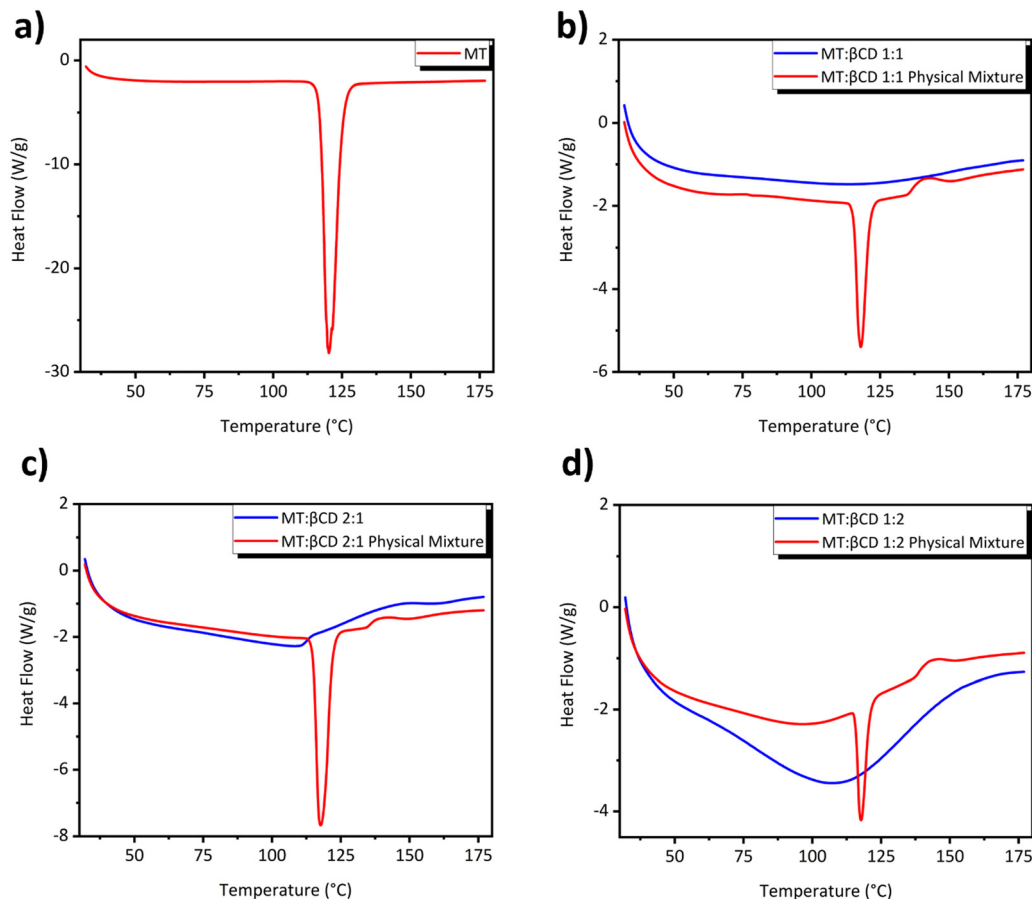 a)
MT
0
-10
-20
-30
Heat Flow (W/g)
50
75
100
125
150
175
Temperature (°C)
b)
MT:βCD 1:1
MT:βCD 1:1 Physical Mixture
2
0
-2
-4
-6
Heat Flow (W/g)
50
75
100
125
150
175
Temperature (°C)
c)
MT:βCD 2:1
MT:βCD 2:1 Physical Mixture
2
0
-2
-4
-6
-8
Heat Flow (W/g)
50
75
100
125
150
175
Temperature (°C)
d)
MT:βCD 1:2
MT:βCD 1:2 Physical Mixture
2
0
-2
-4
Heat Flow (W/g)
50
75
100
125
150
175
Temperature (°C)